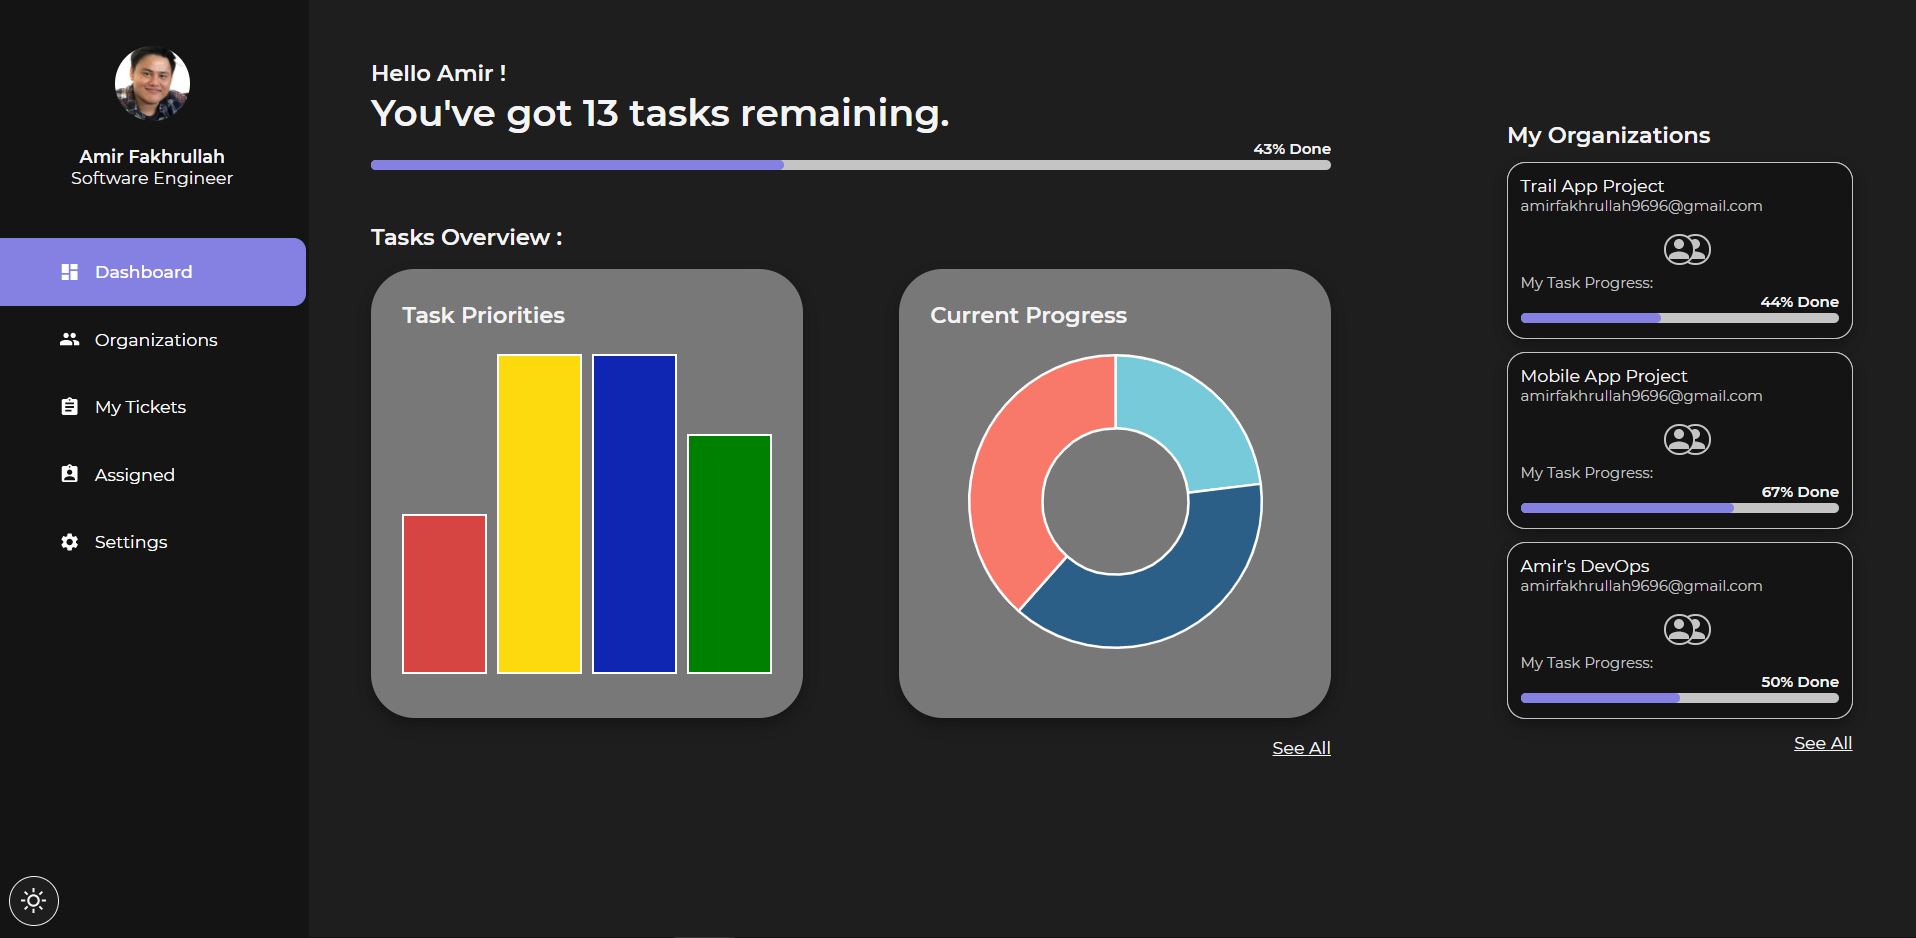 Amir Fakhrullah
Software Engineer
Dashboard
Organizations
My Tickets
Assigned
Settings
Hello Amir !
You've got 13 tasks remaining.
43% Done
Tasks Overview :
Task Priorities
Current Progress
See All
My Organizations
Trail App Project
amirfakhrullah9696@gmail.com
My Task Progress:
44% Done
Mobile App Project
amirfakhrullah9696@gmail.com
My Task Progress:
67% Done
Amir's DevOps
amirfakhrullah9696@gmail.com
My Task Progress:
50% Done
See All